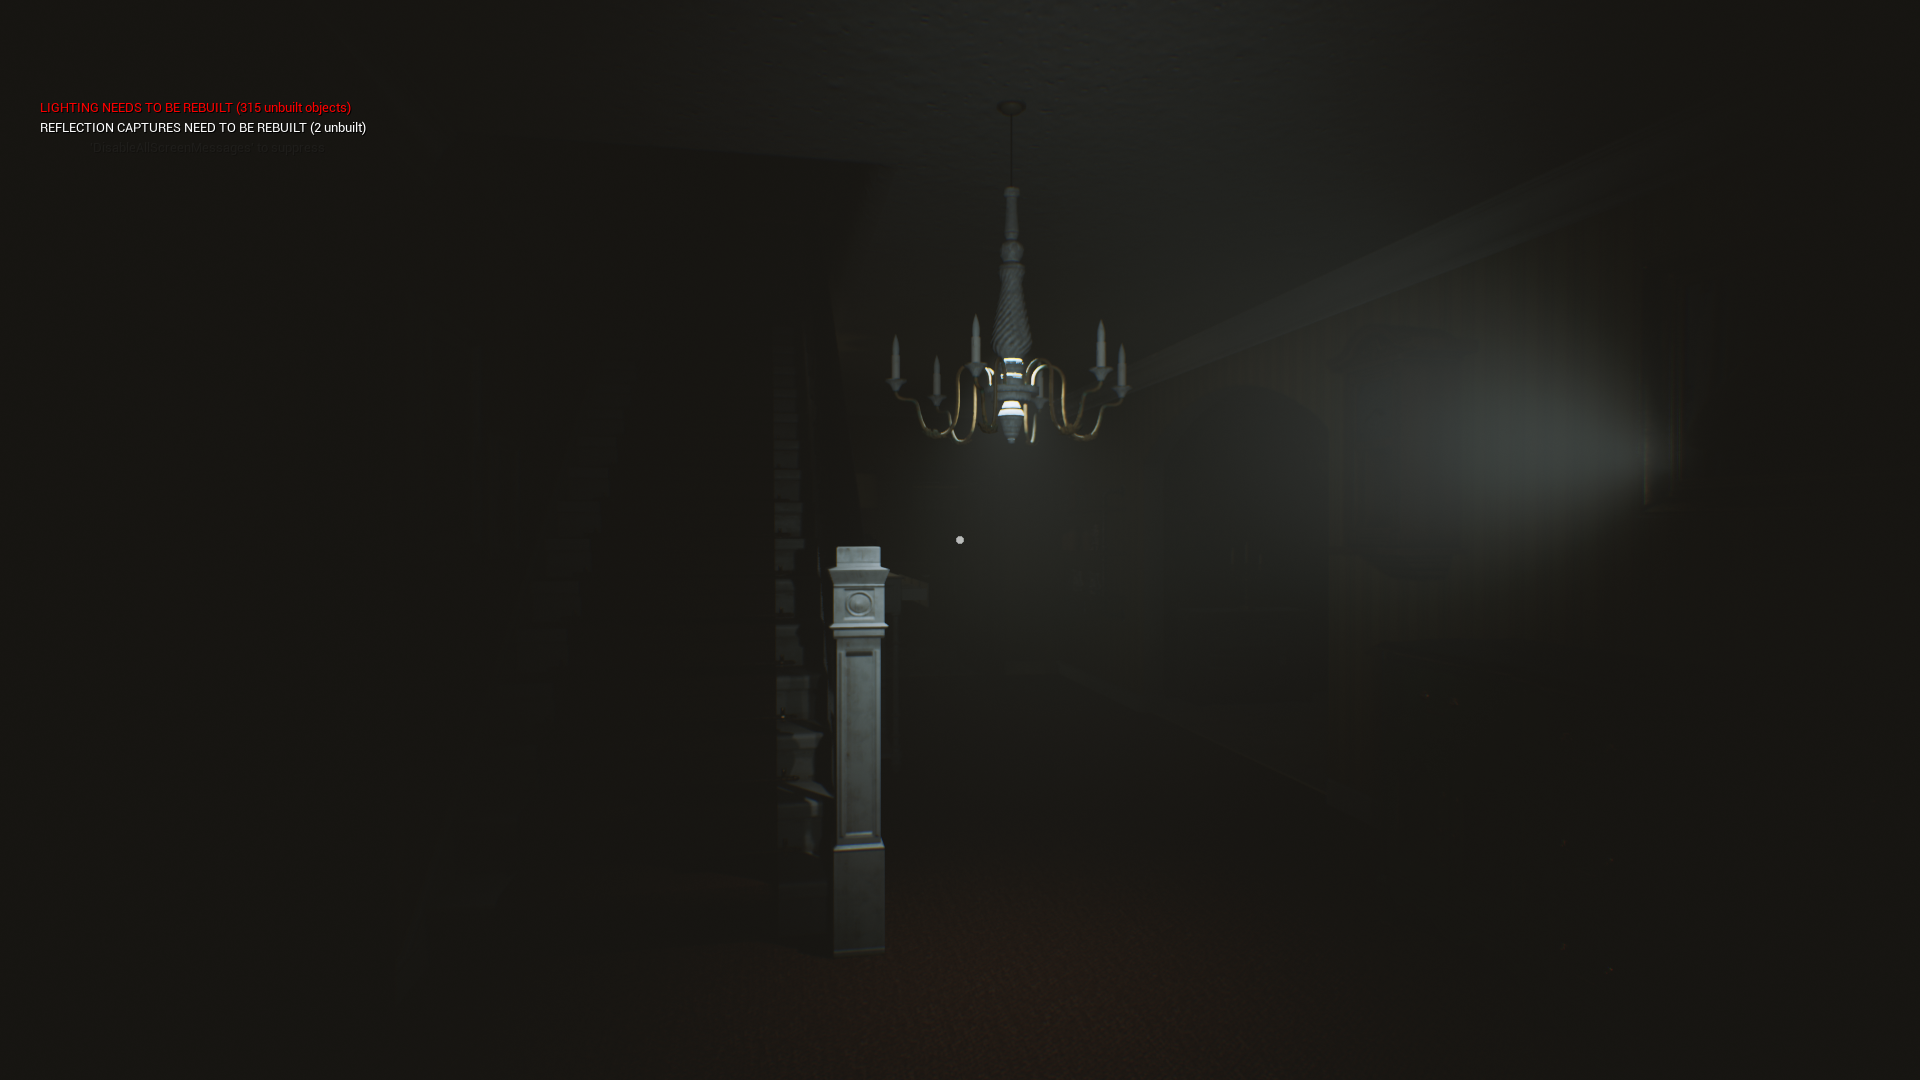 LIGHTING NEEDS TO BE REBUILT (315 unbuilt objects)
REFLECTION CAPTURES NEED TO BE REBUILT (2 unbuilt)
'DisableAllScreenMessages' to suppress